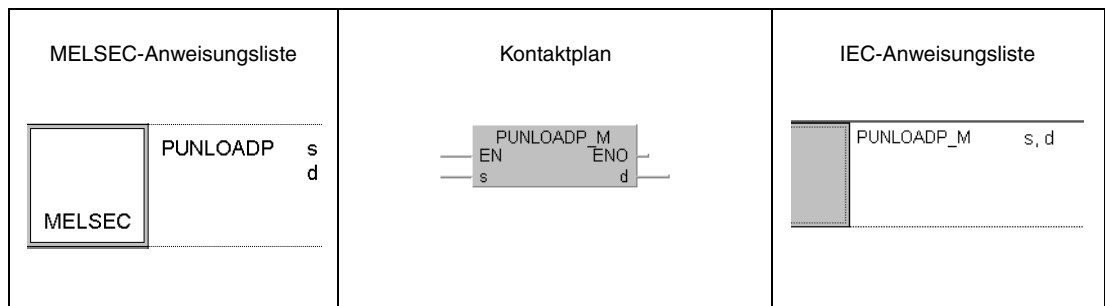 MELSEC-Anweisungsliste
MELSEC
PUNLOADP s
d
Kontaktplan
PUNLOADP_M
EN ENO
s d
IEC-Anweisungsliste
PUNLOADP_M s, d